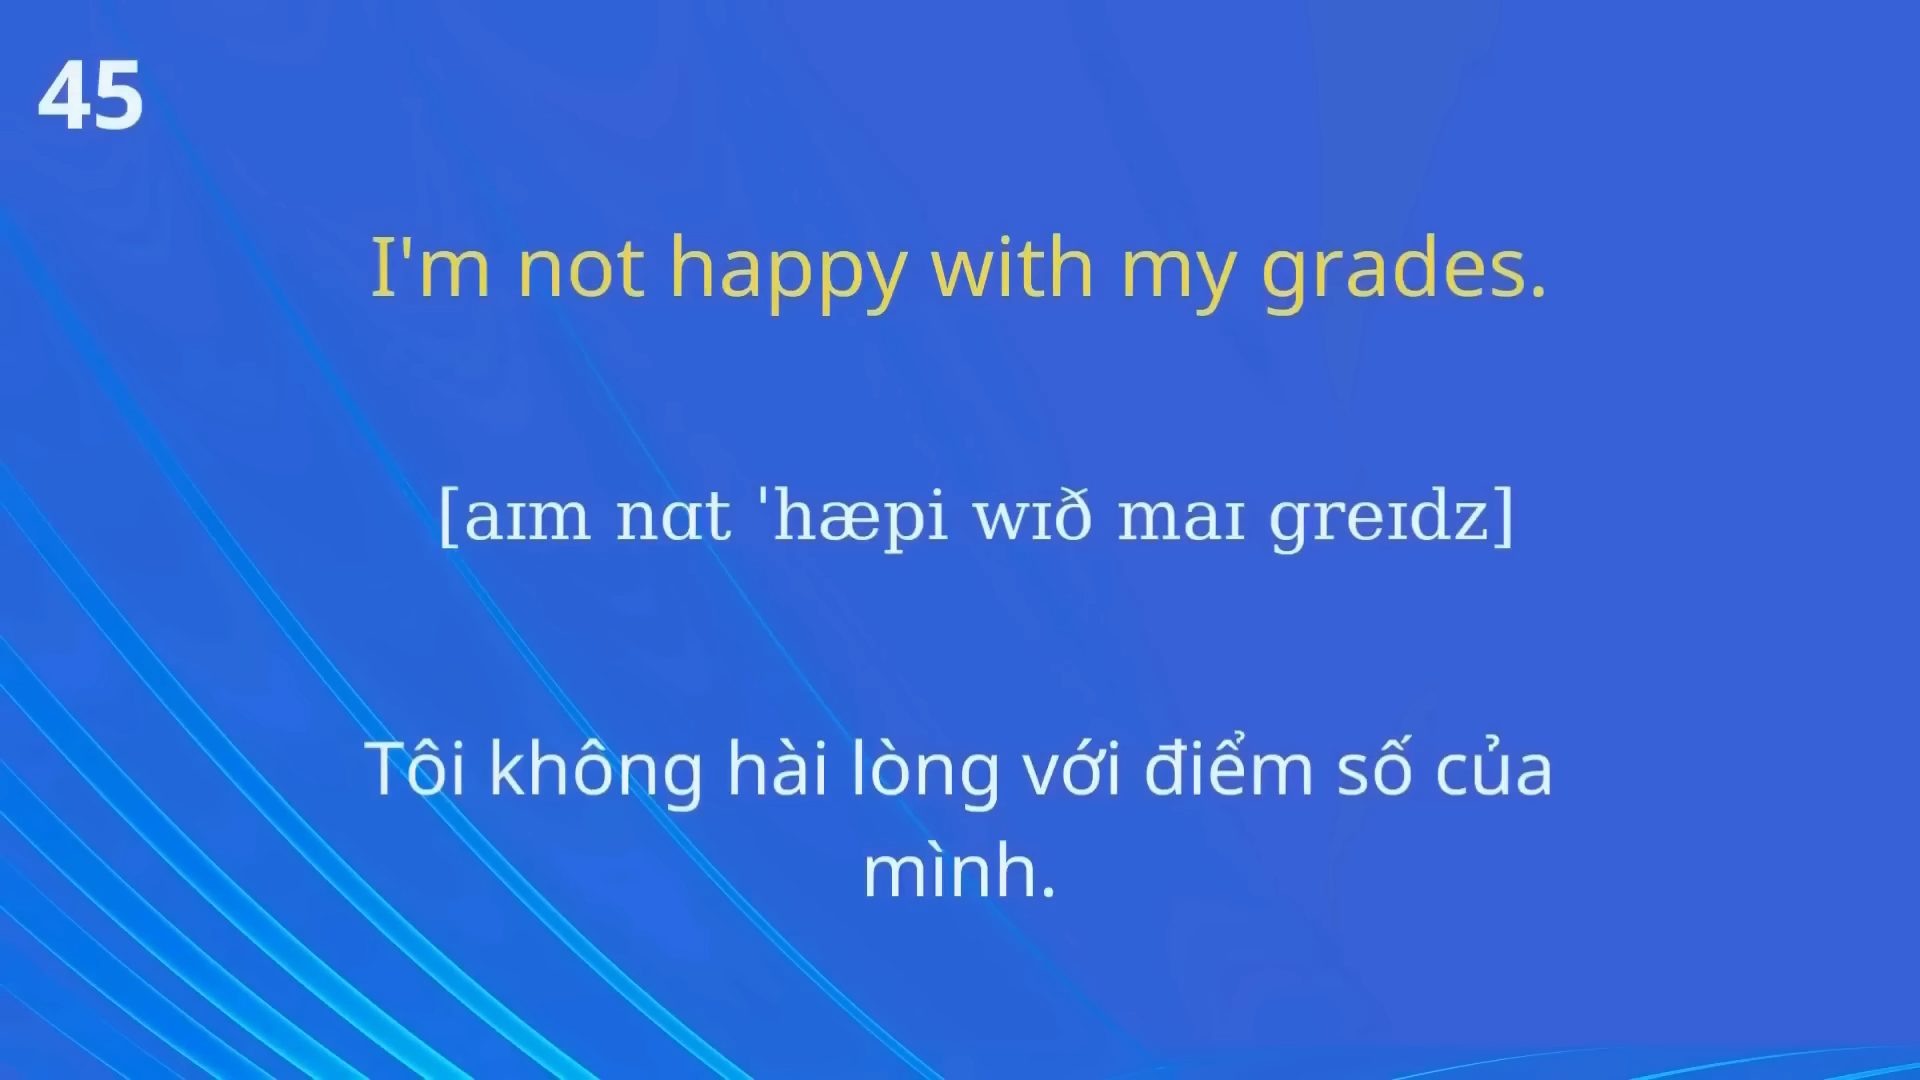 45
I'm not happy with my grades.
[aɪm nɑt ˈhæpi wɪð maɪ greɪdz]
Tôi không hài lòng với điểm số của
mình.